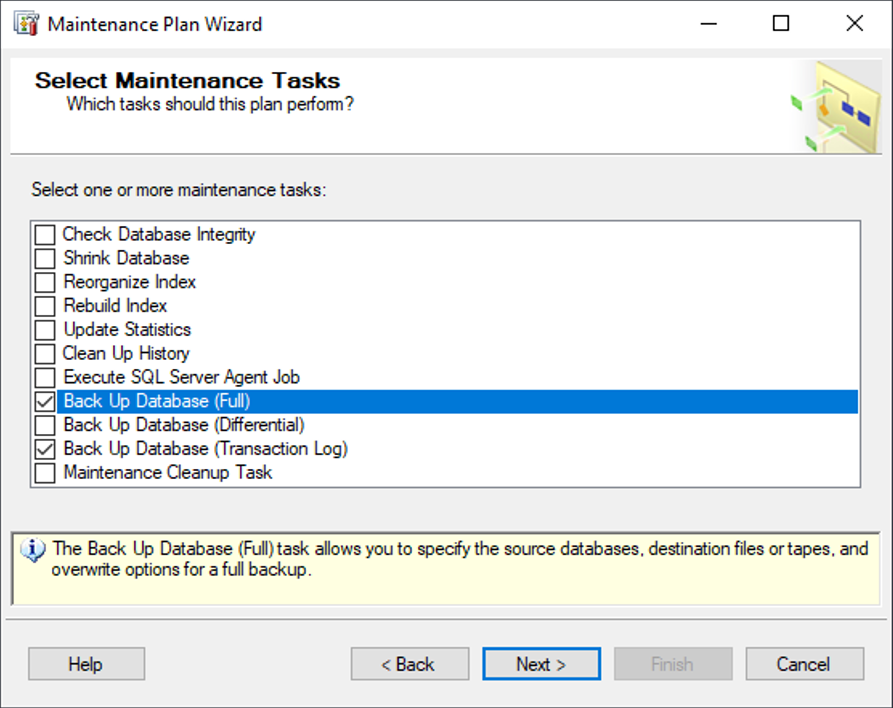 Maintenance Plan Wizard
Select Maintenance Tasks
Which tasks should this plan perform?
Select one or more maintenance tasks:
Check Database Integrity
Shrink Database
Reorganize Index
Rebuild Index
Update Statistics
Clean Up History
Execute SQL Server Agent Job
Back Up Database (Full)
Back Up Database (Differential)
Back Up Database (Transaction Log)
Maintenance Cleanup Task
The Back Up Database (Full) task allows you to specify the source databases, destination files or tapes, and
overwrite options for a full backup.
Help < Back Next > Finish Cancel